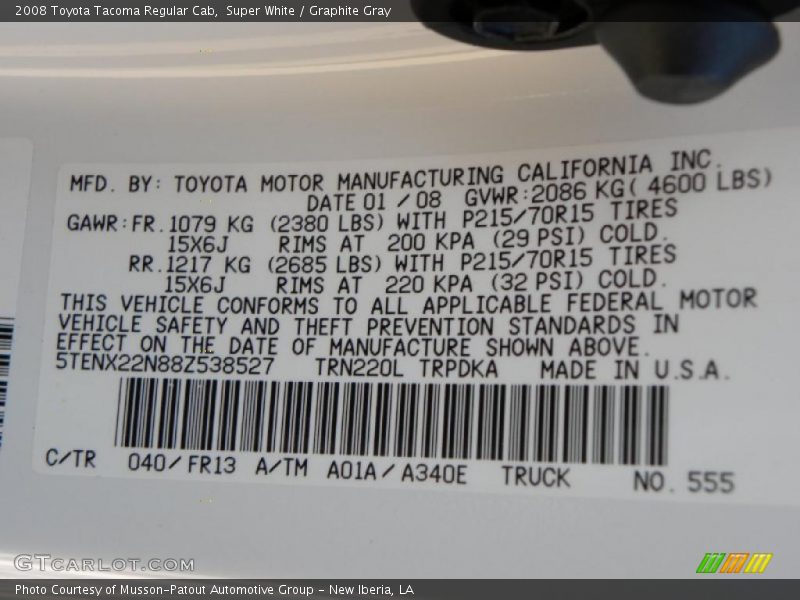 2008 Toyota Tacoma Regular Cab, Super White / Graphite Gray
MFD. BY: TOYOTA MOTOR MANUFACTURING CALIFORNIA INC.
DATE 01 / 08 GVWR:2086 KG( 4600 LBS)
GAWR:FR.1079 KG (2380 LBS) WITH P215/70R15 TIRES
15X6J RIMS AT 200 KPA (29 PSI) COLD.
RR.1217 KG (2685 LBS) WITH P215/70R15 TIRES
15X6J RIMS AT 220 KPA (32 PSI) COLD.
THIS VEHICLE CONFORMS TO ALL APPLICABLE FEDERAL MOTOR
VEHICLE SAFETY AND THEFT PREVENTION STANDARDS IN
EFFECT ON THE DATE OF MANUFACTURE SHOWN ABOVE.
5TENX22N88Z538527 TRN220L TRPDKA MADE IN U.S.A.
C/TR 040/FR13 A/TM A01A/A340E TRUCK NO. 555
GTCARLOT.COM
Photo Courtesy of Musson-Patout Automotive Group - New Iberia, LA